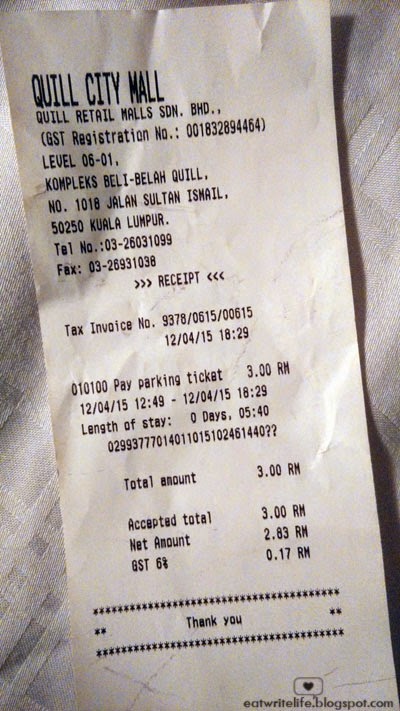 QUILL CITY MALL
QUILL RETAIL MALLS SDN. BHD.,
(GST Registration No.: 001832894464)
LEVEL 06-01,
KOMPLEKS BELI-BELAH QUILL,
NO. 1018 JALAN SULTAN ISMAIL,
50250 KUALA LUMPUR.
Tel No.:03-26031099
Fax: 03-26931038
>>> RECEIPT <<<
Tax Invoice No. 9378/0615/00615
12/04/15 18:29
010100 Pay parking ticket 3.00 RM
12/04/15 12:49 - 12/04/15 18:29
Length of stay: 0 Days, 05:40
02993777014011015102461440??
Total amount 3.00 RM
Accepted total 3.00 RM
Net Amount 2.83 RM
GST 6% 0.17 RM
** Thank you **
eatwritelife.blogspot.com